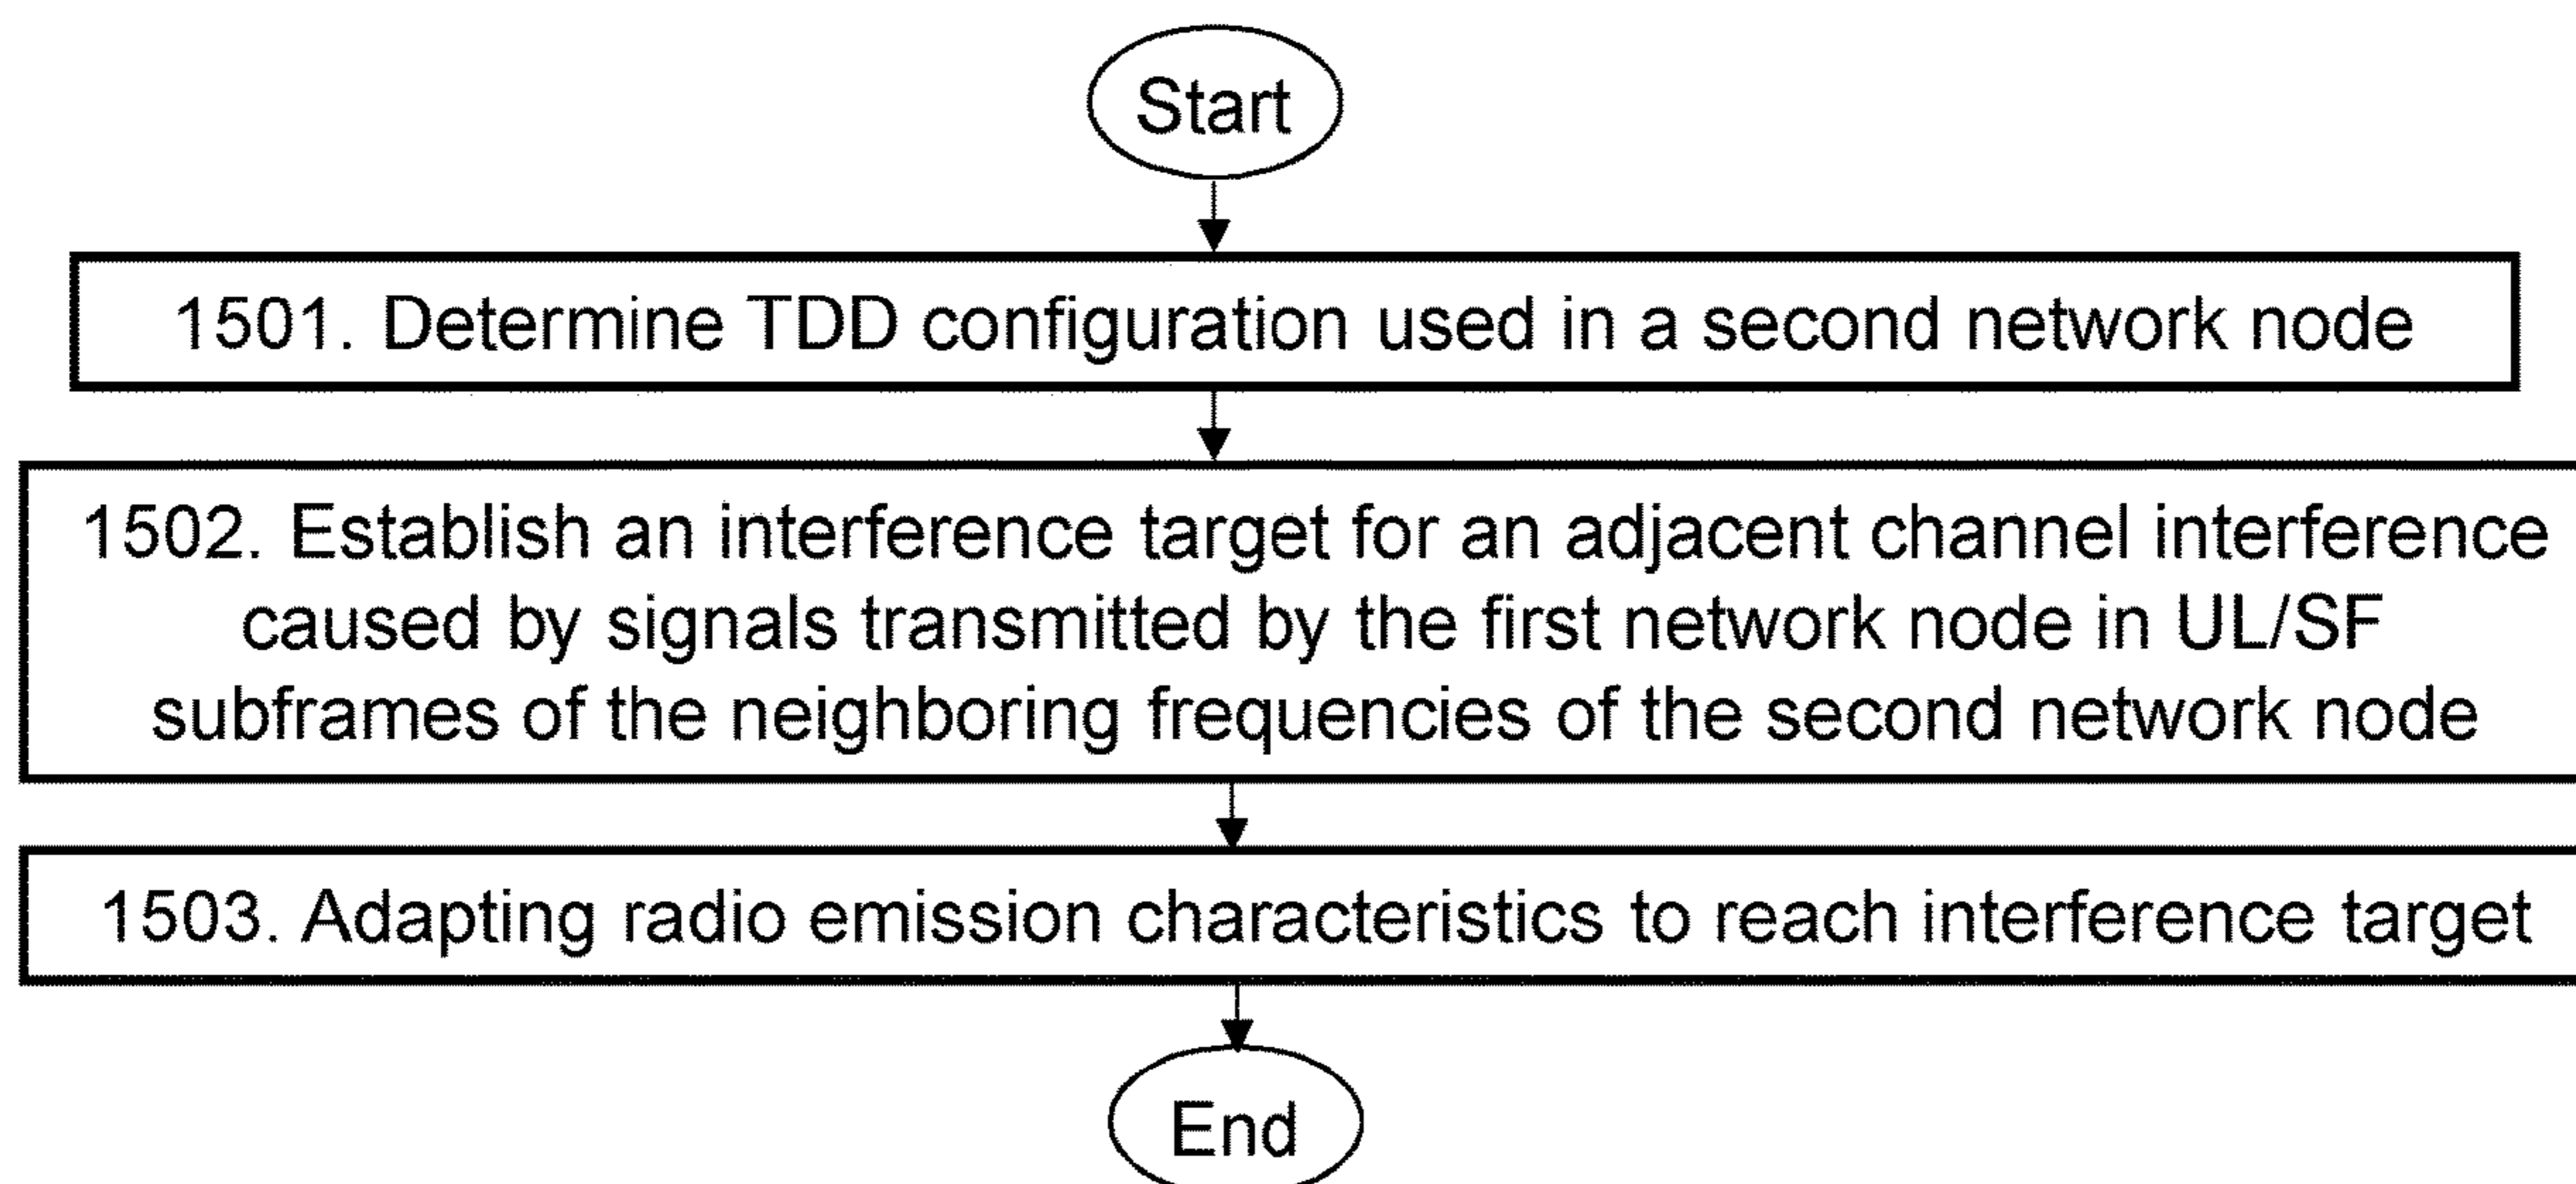 Start
1501. Determine TDD configuration used in a second network node
1502. Establish an interference target for an adjacent channel interference
caused by signals transmitted by the first network node in UL/SF
subframes of the neighboring frequencies of the second network node
1503. Adapting radio emission characteristics to reach interference target
End